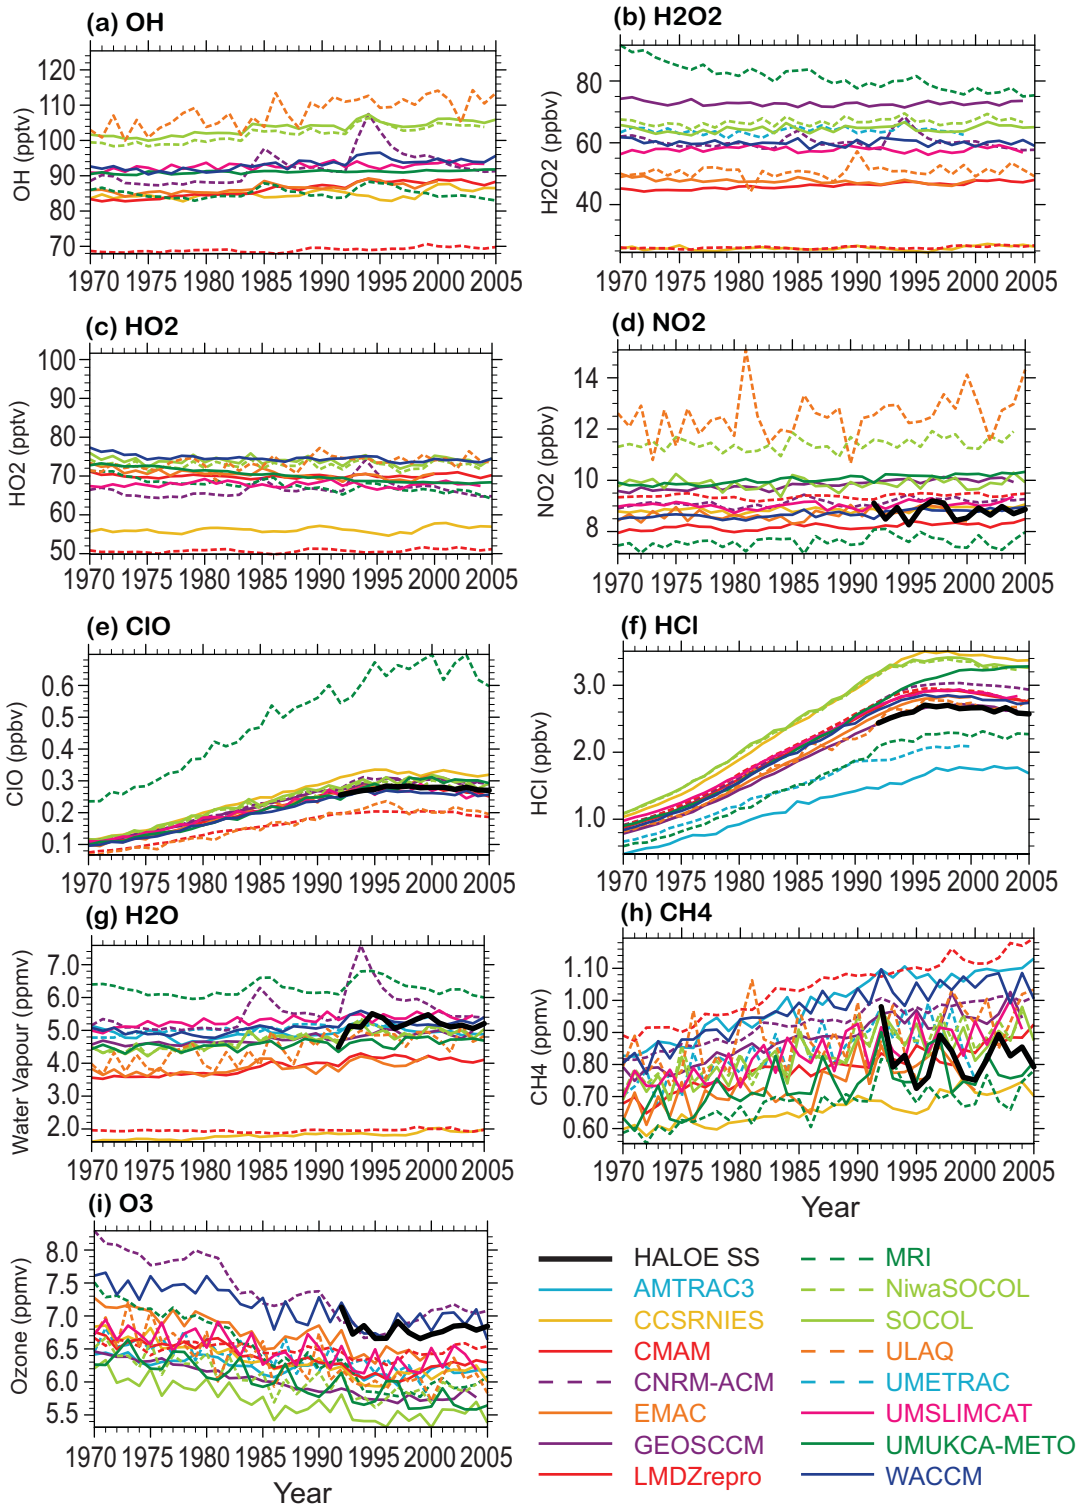 (a) OH
OH (pptv)
120
110
100
90
80
70
1970 1975 1980 1985 1990 1995 2000 2005
(b) H2O2
H2O2 (ppbv)
80
60
40
1970 1975 1980 1985 1990 1995 2000 2005
(c) HO2
HO2 (pptv)
100
90
80
70
60
50
1970 1975 1980 1985 1990 1995 2000 2005
(d) NO2
NO2 (ppbv)
14
12
10
8
1970 1975 1980 1985 1990 1995 2000 2005
(e) ClO
ClO (ppbv)
0.6
0.5
0.4
0.3
0.2
0.1
1970 1975 1980 1985 1990 1995 2000 2005
(f) HCl
HCl (ppbv)
3.0
2.0
1.0
1970 1975 1980 1985 1990 1995 2000 2005
(g) H2O
Water Vapour (ppmv)
7.0
6.0
5.0
4.0
3.0
2.0
1970 1975 1980 1985 1990 1995 2000 2005
(h) CH4
CH4 (ppmv)
1.10
1.00
0.90
0.80
0.70
0.60
1970 1975 1980 1985 1990 1995 2000 2005
Year
(i) O3
Ozone (ppmv)
8.0
7.5
7.0
6.5
6.0
5.5
1970 1975 1980 1985 1990 1995 2000 2005
Year
HALOE SS
AMTRAC3
CCSRNIES
CMAM
CNRM-ACM
EMAC
GEOSCCM
LMDZrepro
MRI
NiwaSOCOL
SOCOL
ULAQ
UMETRAC
UMSLIMCAT
UMUKCA-METO
WACCM